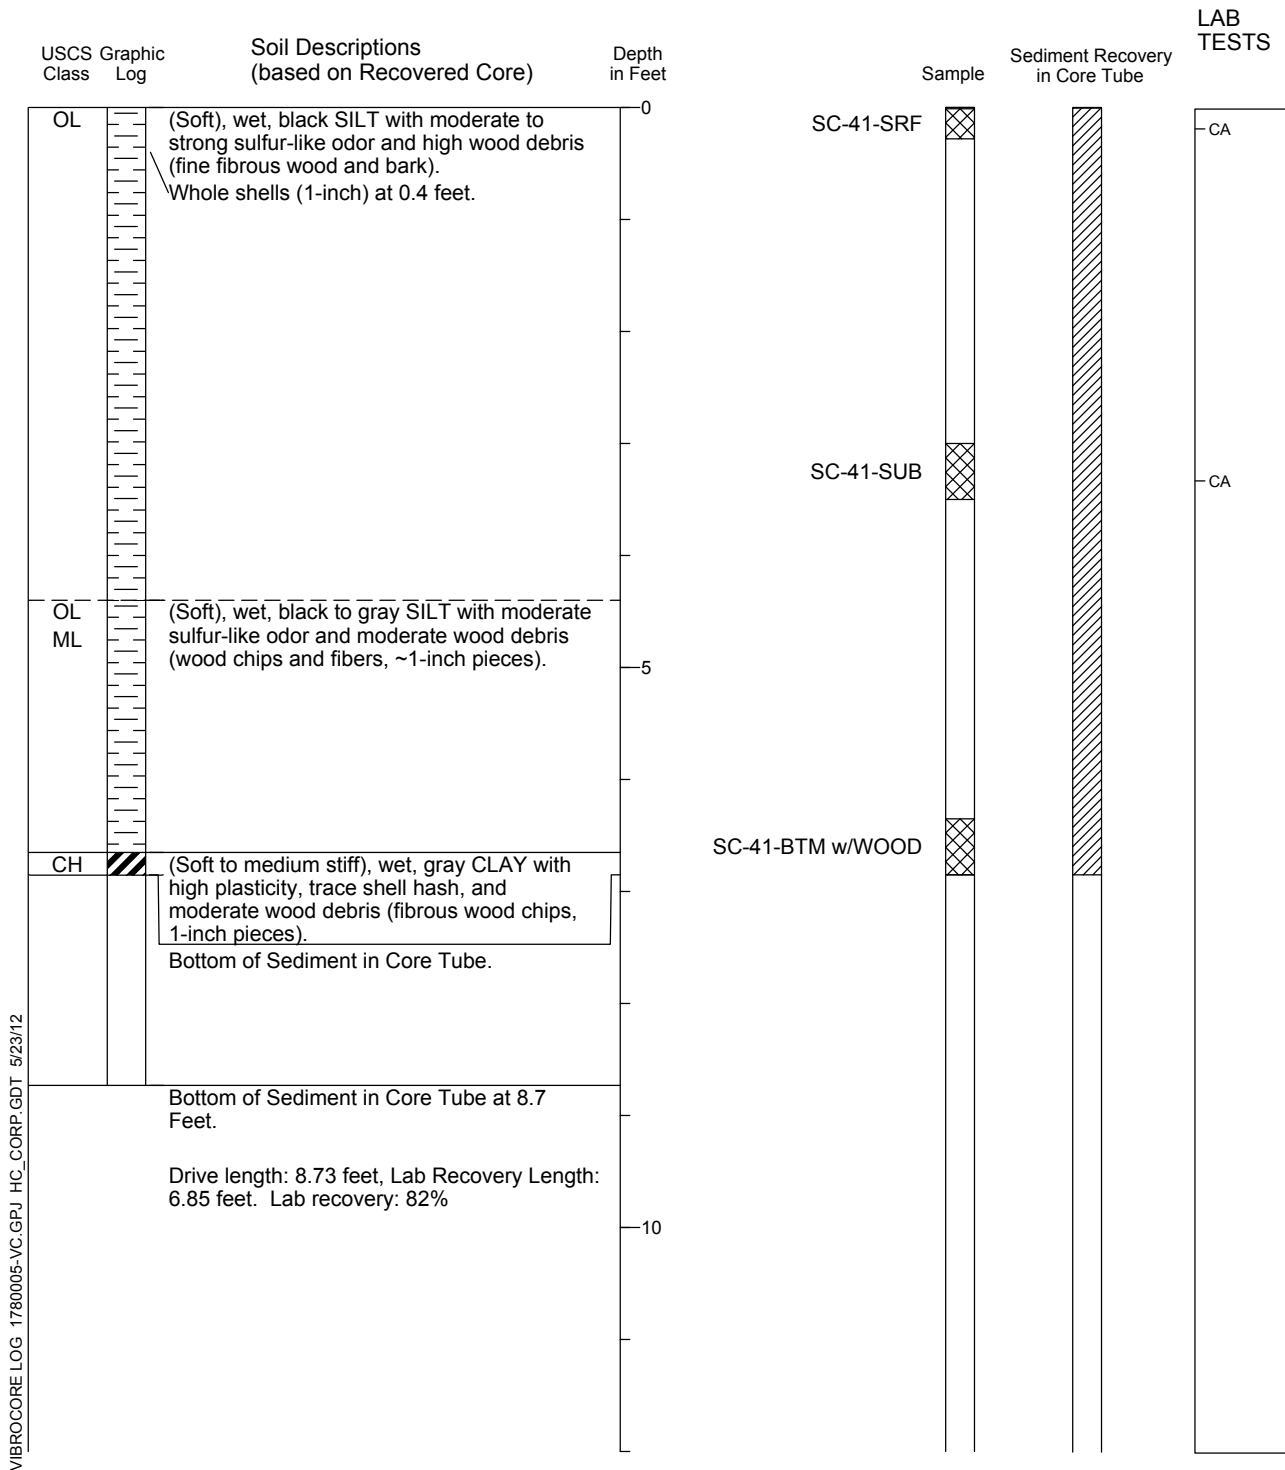 LAB
TESTS
USCS Graphic
Class Log
Soil Descriptions
(based on Recovered Core)
Depth
in Feet
Sample
Sediment Recovery
in Core Tube
0
OL
(Soft), wet, black SILT with moderate to
strong sulfur-like odor and high wood debris
(fine fibrous wood and bark).
Whole shells (1-inch) at 0.4 feet.
SC-41-SRF
CA
SC-41-SUB
CA
OL
ML
(Soft), wet, black to gray SILT with moderate
sulfur-like odor and moderate wood debris
(wood chips and fibers, ~1-inch pieces).
5
SC-41-BTM w/WOOD
CH
(Soft to medium stiff), wet, gray CLAY with
high plasticity, trace shell hash, and
moderate wood debris (fibrous wood chips,
1-inch pieces).
Bottom of Sediment in Core Tube.
Bottom of Sediment in Core Tube at 8.7
Feet.
Drive length: 8.73 feet, Lab Recovery Length:
6.85 feet. Lab recovery: 82%
10
VIBROCORE LOG 1780005-VC.GPJ HC_CORP.GDT 5/23/12